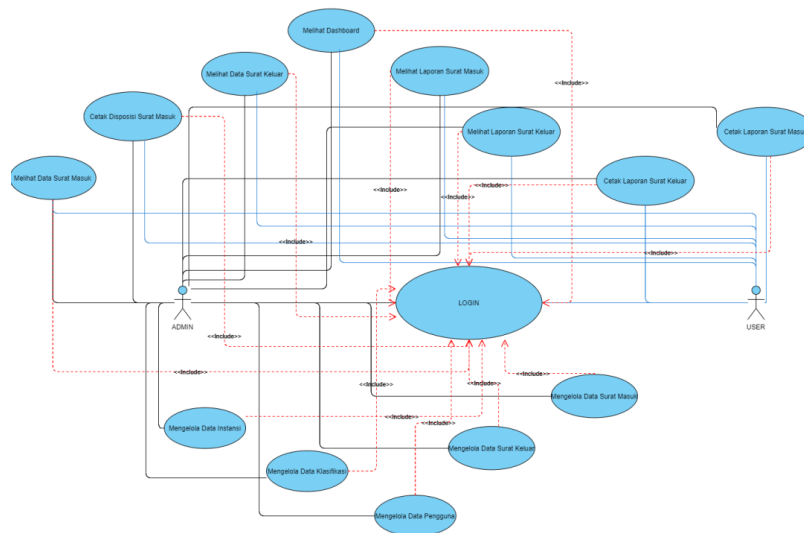 Melihat Dashboard
Melihat Data Surat Keluar
Melihat Laporan Surat Masuk
<<Include>>
<<Include>>
Cetak Disposisi Surat Masuk
Melihat Laporan Surat Keluar
Cetak Laporan Surat Masuk
<<Include>>
<<Include>>
<<Include>>
Melihat Data Surat Masuk
<<Include>>
<<Include>>
Cetak Laporan Surat Keluar
<<Include>>
ADMIN
LOGIN
USER
<<Include>>
<<Include>>
<<Include>>
<<Include>>
<<Include>>
Mengelola Data Surat Masuk
<<Include>>
<<Include>>
Mengelola Data Instansi
<<Include>>
Mengelola Data Surat Keluar
Mengelola Data Klasifikasi
Mengelola Data Pengguna